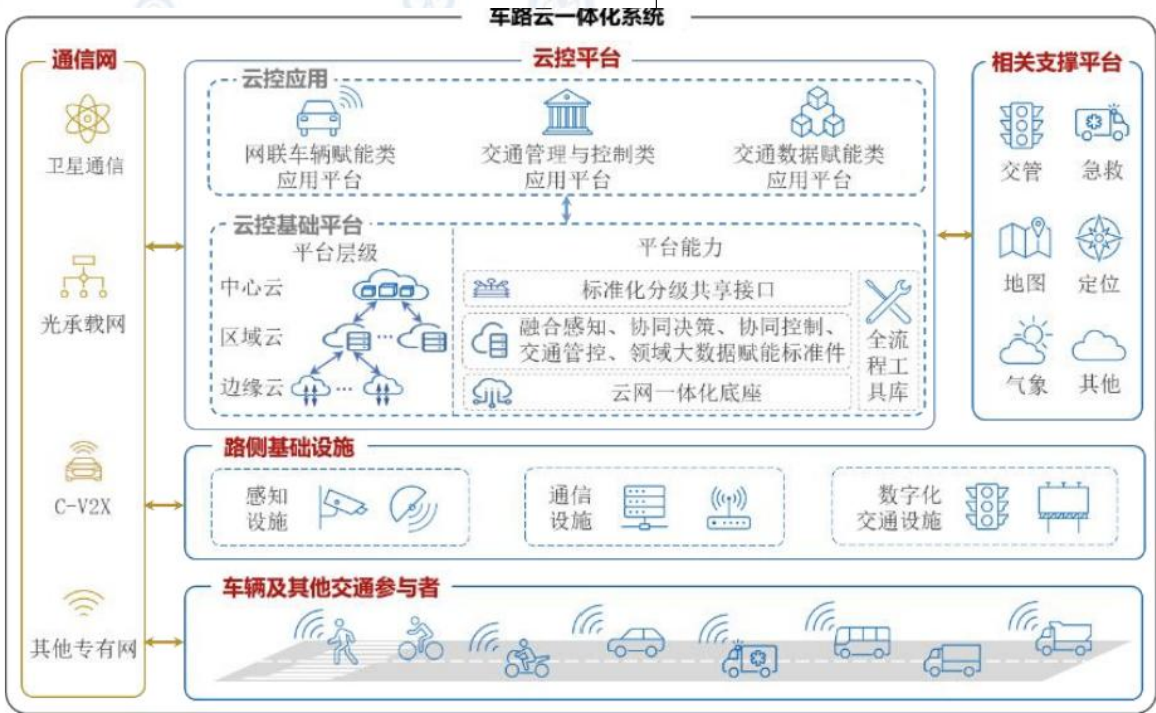 车路云一体化系统
通信网
卫星通信
光承载网
C-V2X
其他专有网
云控平台
云控应用
网联车辆赋能类
应用平台
交通管理与控制类
应用平台
交通数据赋能类
应用平台
云控基础平台
平台层级
中心云
区域云
边缘云
平台能力
标准化分级共享接口
融合感知、协同决策、协同控制、
交通管控、领域大数据赋能标准件
云网一体化底座
全流
程工
具库
相关支撑平台
交管
急救
地图
定位
气象
其他
路侧基础设施
感知
设施
通信
设施
数字化
交通设施
车辆及其他交通参与者